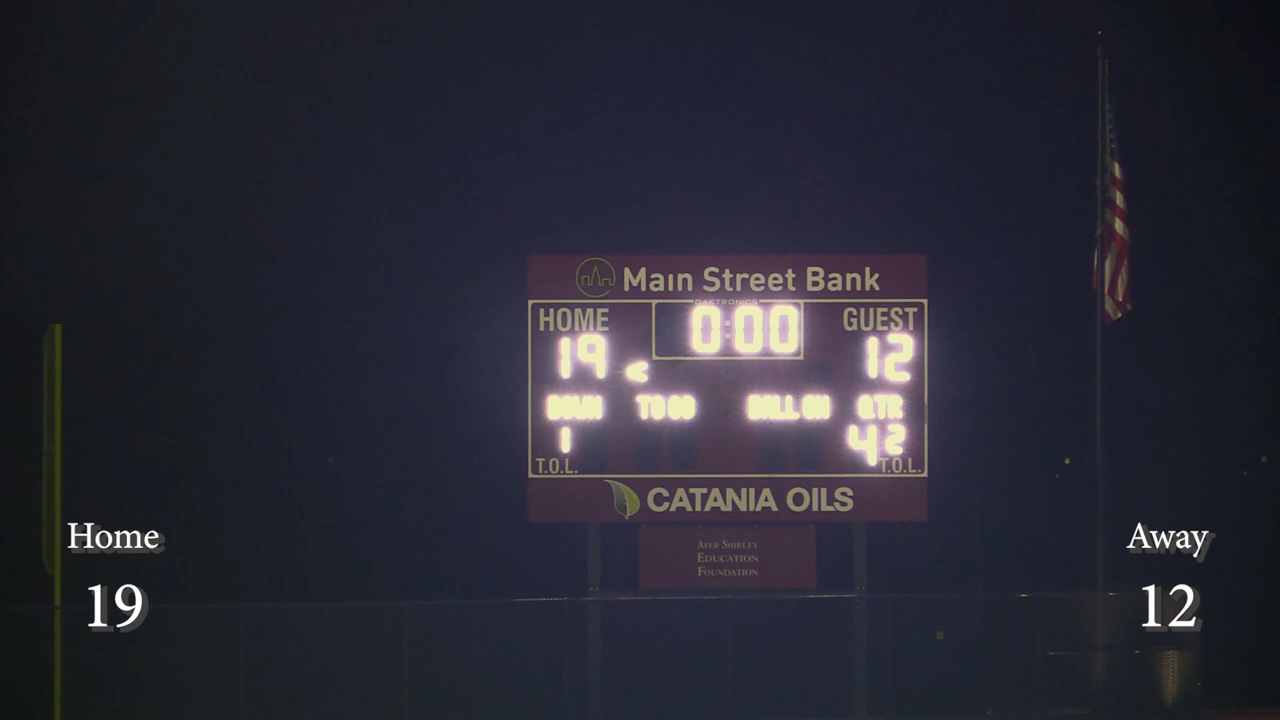 Main Street Bank
DAKTRONICS
HOME 0:00 GUEST
19 < 12
DOWN TO GO BALL ON QTR
1 4 2
T.O.L. T.O.L.
CATANIA OILS
AYER SHIRLEY
EDUCATION
FOUNDATION
Home Away
19 12